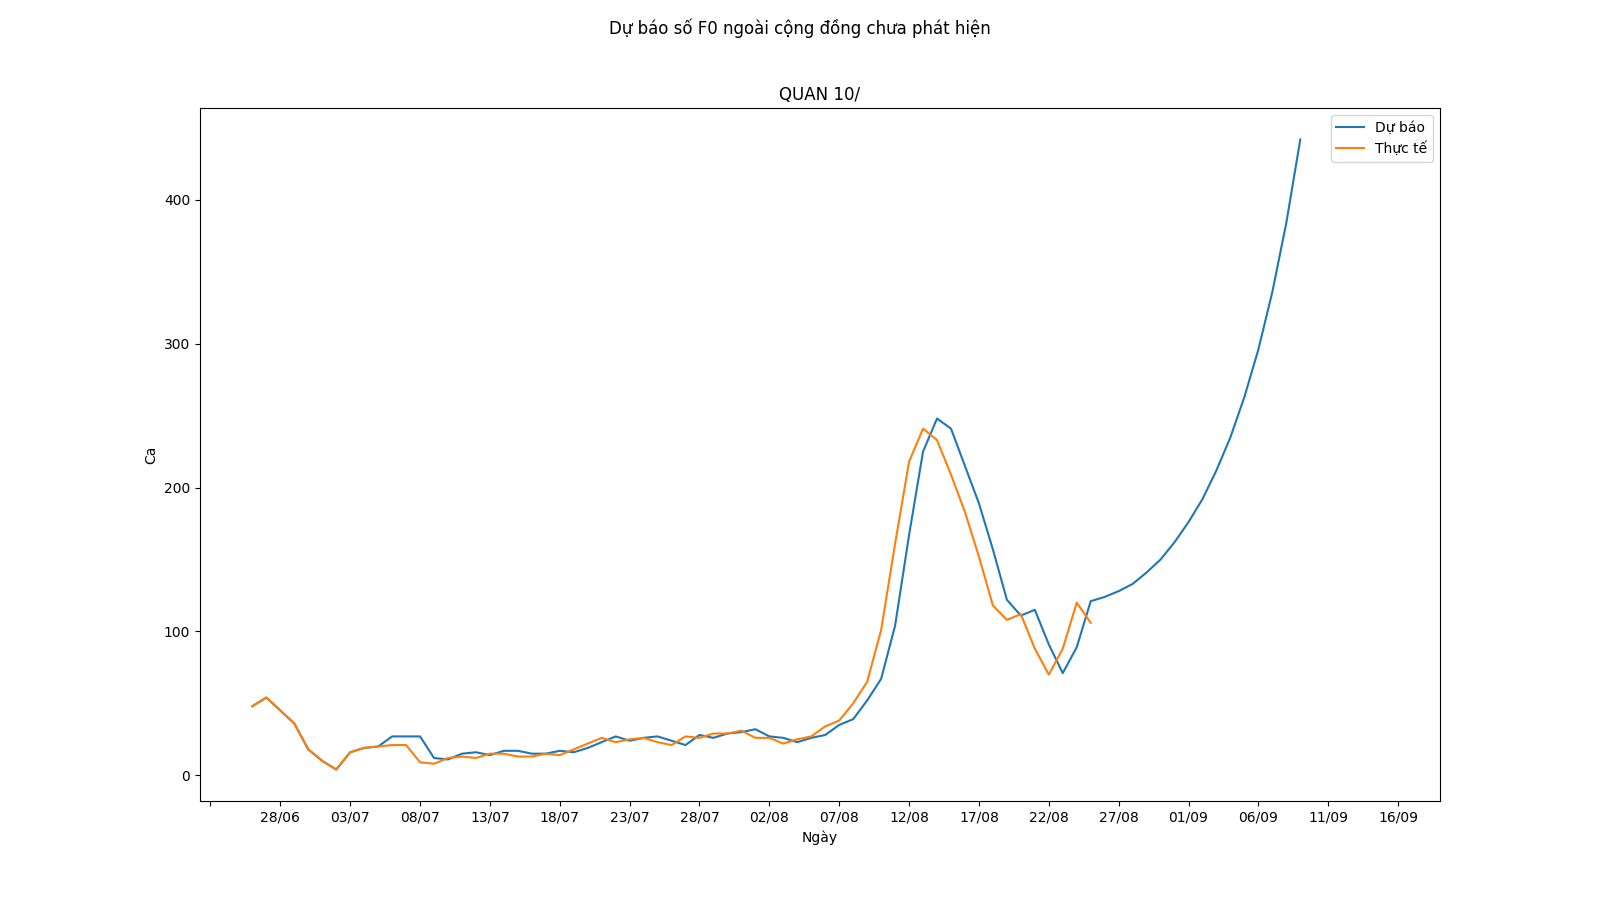 Dự báo số F0 ngoài cộng đồng chưa phát hiện
QUAN 10/
Dự báo
Thực tế
400
300
200
100
0
Ca
28/06 03/07 08/07 13/07 18/07 23/07 28/07 02/08 07/08 12/08 17/08 22/08 27/08 01/09 06/09 11/09 16/09
Ngày